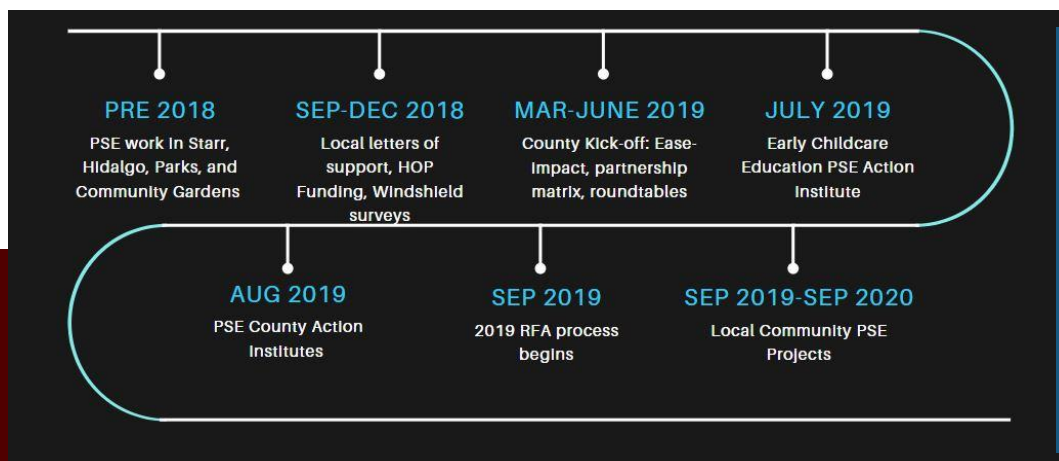 PRE 2018
PSE work in Starr,
Hidalgo, Parks, and
Community Gardens
SEP-DEC 2018
Local letters of
support, HOP
Funding, Windshield
surveys
MAR-JUNE 2019
County Kick-off: Ease-
Impact, partnership
matrix, roundtables
JULY 2019
Early Childcare
Education PSE Action
Institute
AUG 2019
PSE County Action
Institutes
SEP 2019
2019 RFA process
begins
SEP 2019-SEP 2020
Local Community PSE
Projects